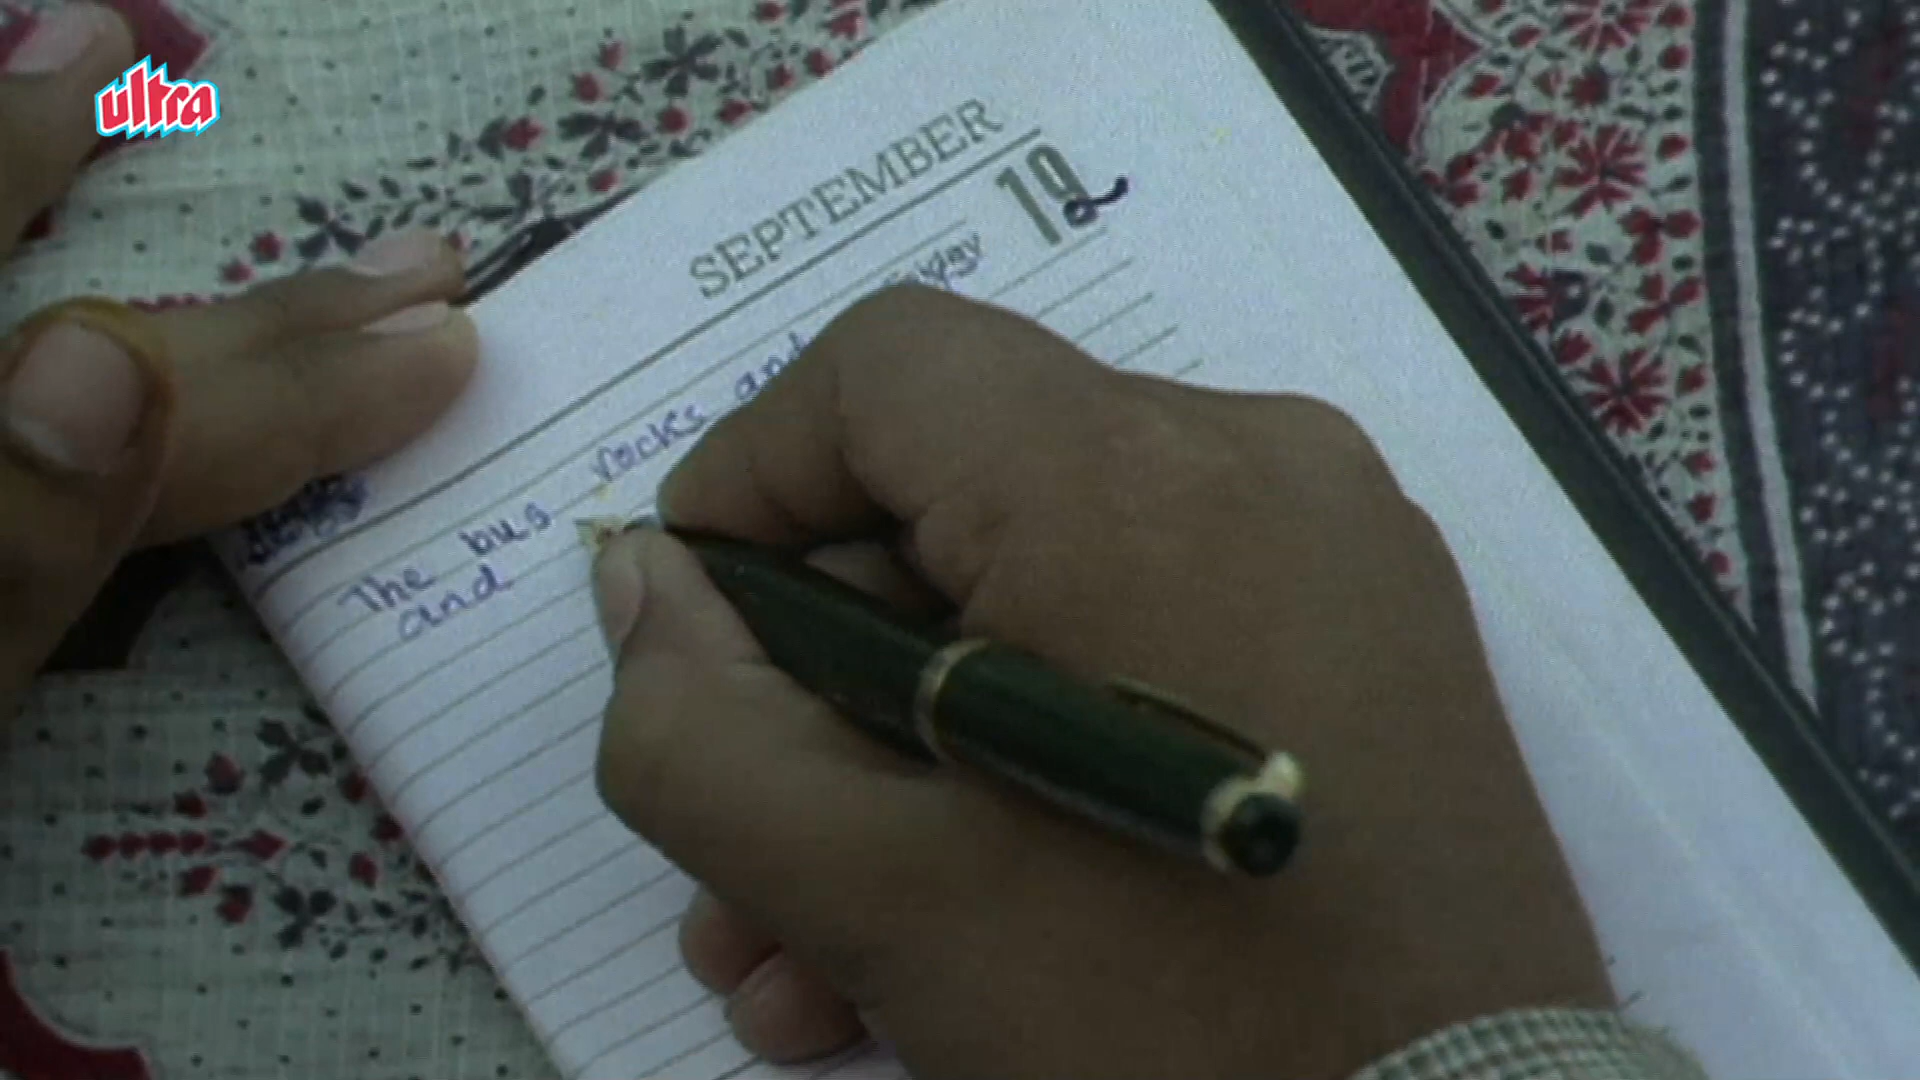 ultra
SEPTEMBER
19
The bus rocks and
and